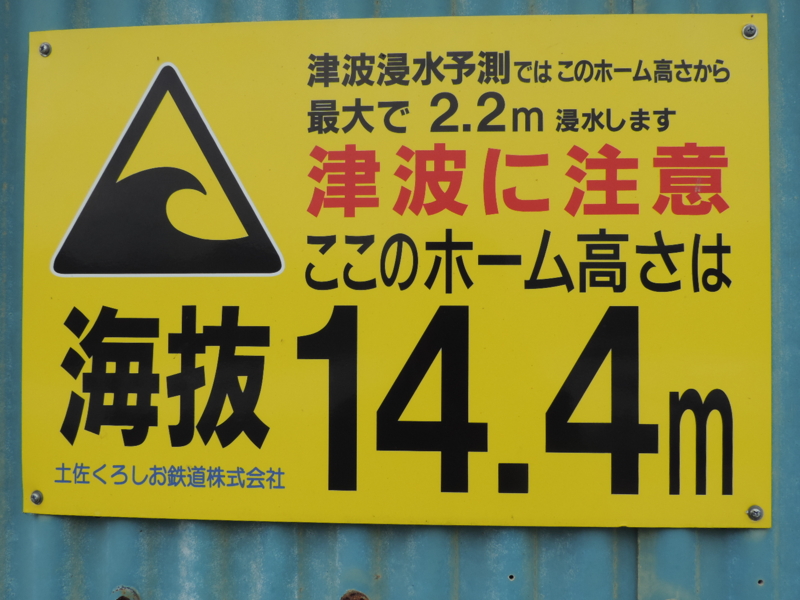 津波浸水予測では このホーム高さから
最大で 2.2m 浸水します
津波に注意
ここのホーム高さは
海抜14.4m
土佐くろしお鉄道株式会社